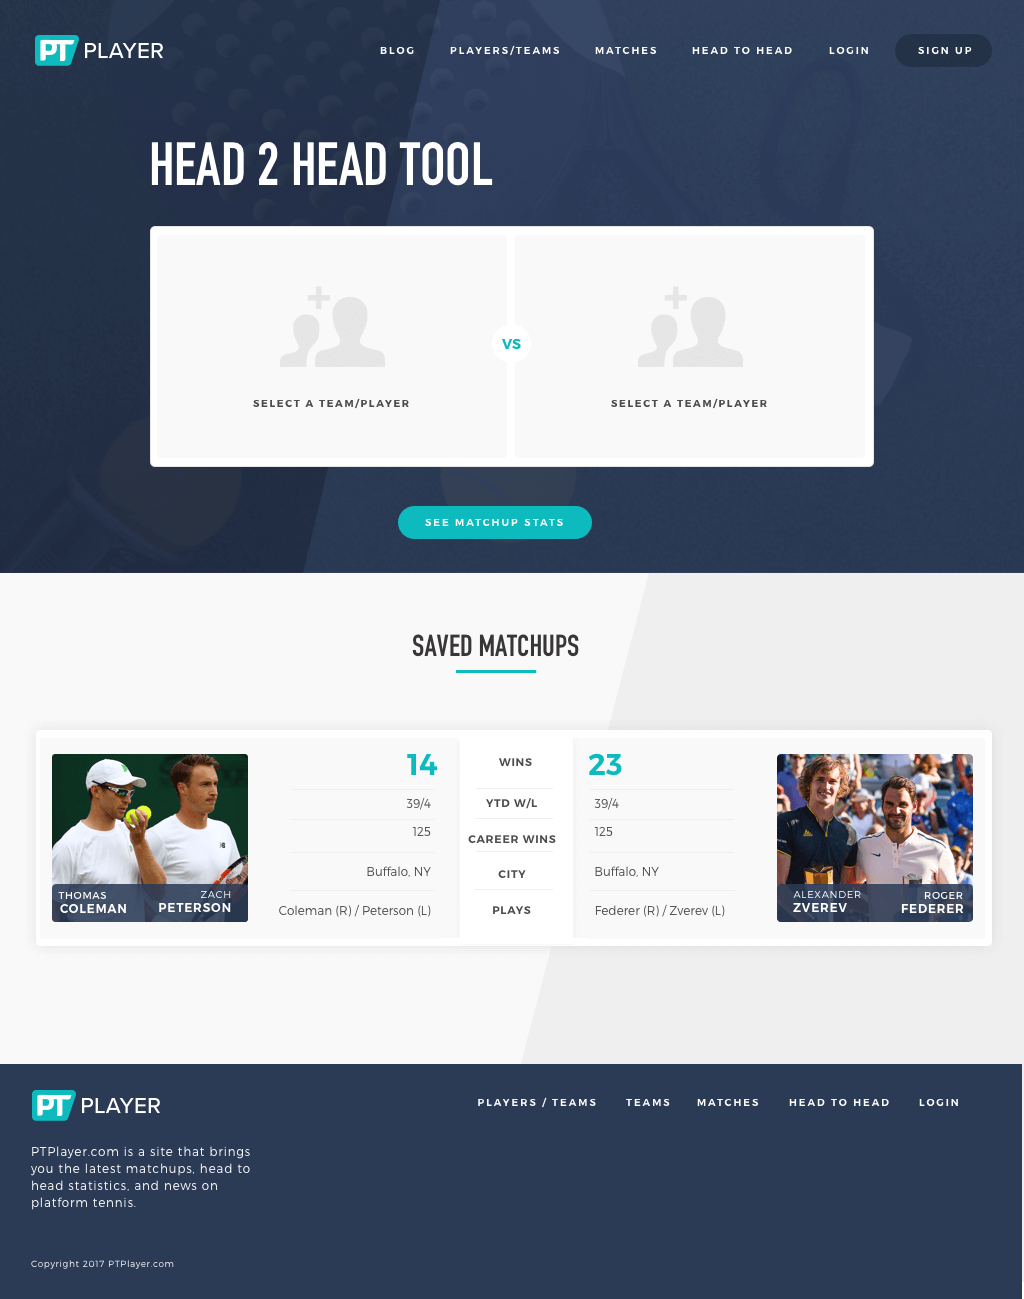 PT PLAYER
BLOG PLAYERS/TEAMS MATCHES HEAD TO HEAD LOGIN SIGN UP
HEAD 2 HEAD TOOL
VS
SELECT A TEAM/PLAYER SELECT A TEAM/PLAYER
SEE MATCHUP STATS
SAVED MATCHUPS
14 WINS 23
39/4 YTD W/L 39/4
125 CAREER WINS 125
Buffalo, NY CITY Buffalo, NY
Coleman (R) / Peterson (L) PLAYS Federer (R) / Zverev (L)
THOMAS ZACH ALEXANDER ROGER
COLEMAN PETERSON ZVEREV FEDERER
PT PLAYER
PLAYERS / TEAMS TEAMS MATCHES HEAD TO HEAD LOGIN
PTPlayer.com is a site that brings
you the latest matchups, head to
head statistics, and news on
platform tennis.
Copyright 2017 PTPlayer.com